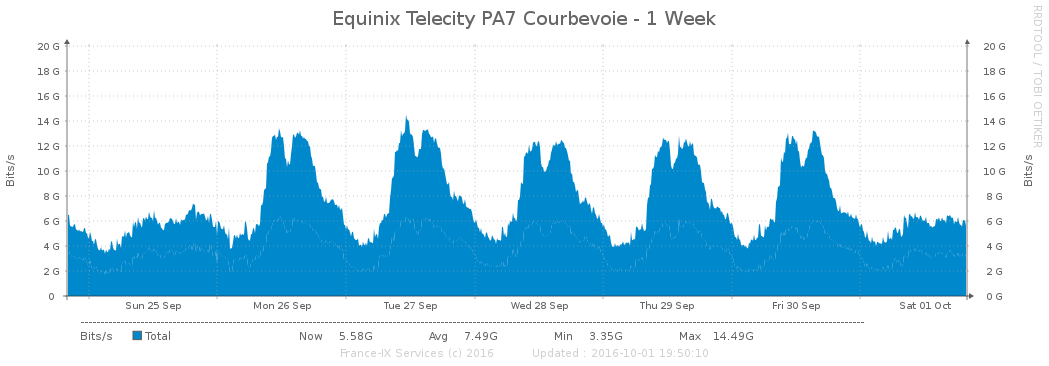 Equinix Telecity PA7 Courbevoie - 1 Week
RRDTOOL / TOBI OETIKER
20 G 20 G
18 G 18 G
16 G 16 G
14 G 14 G
12 G 12 G
10 G 10 G
8 G 8 G
6 G 6 G
4 G 4 G
2 G 2 G
0 0 G
Bits/s
Bits/s
Sun 25 Sep Mon 26 Sep Tue 27 Sep Wed 28 Sep Thu 29 Sep Fri 30 Sep Sat 01 Oct
Bits/s Total Now 5.58G Avg 7.49G Min 3.35G Max 14.49G
France-IX Services (c) 2016 Updated : 2016-10-01 19:50:10